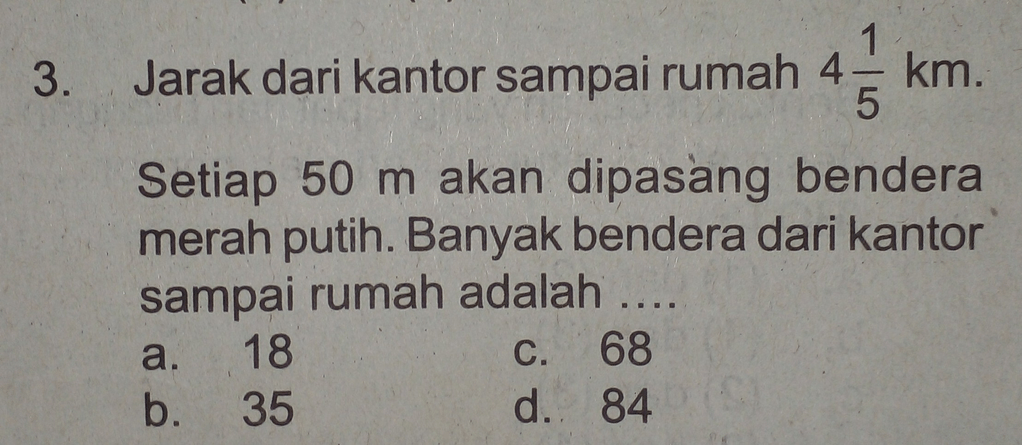 3. Jarak dari kantor sampai rumah 4 1/5 km.
Setiap 50 m akan dipasang bendera
merah putih. Banyak bendera dari kantor
sampai rumah adalah ....
a. 18 c. 68
b. 35 d. 84